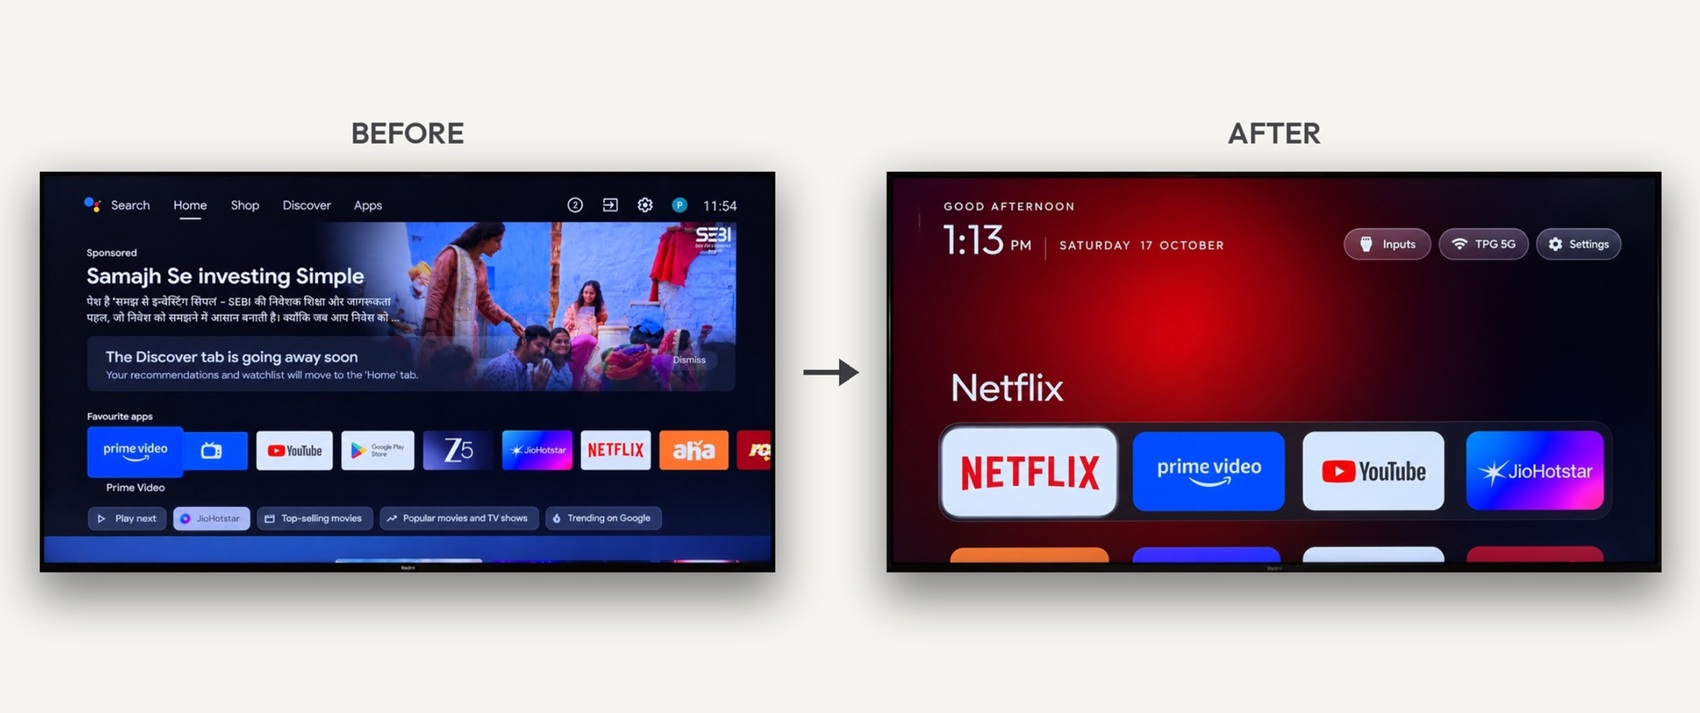 BEFORE
Search Home Shop Discover Apps 2 P 11:54
SEBI
Sponsored
Samajh Se investing Simple
पेश है 'समझ से इन्वेस्टिंग सिंपल' – SEBI की निवेशक शिक्षा और जागरूकता
पहल, जो निवेश को समझने में आसान बनाती है। क्योंकि जब आप निवेस को ...
The Discover tab is going away soon
Your recommendations and watchlist will move to the 'Home' tab.
Dismiss
Favourite apps
prime video
YouTube
Google Play
Store
Z5
JioHotstar
NETFLIX
aha
Prime Video
Play next
JioHotstar
Top-selling movies
Popular movies and TV shows
Trending on Google
Redmi
AFTER
GOOD AFTERNOON
1:13 PM SATURDAY 17 OCTOBER
Inputs
TPG 5G
Settings
Netflix
NETFLIX
prime video
YouTube
JioHotstar
Redmi